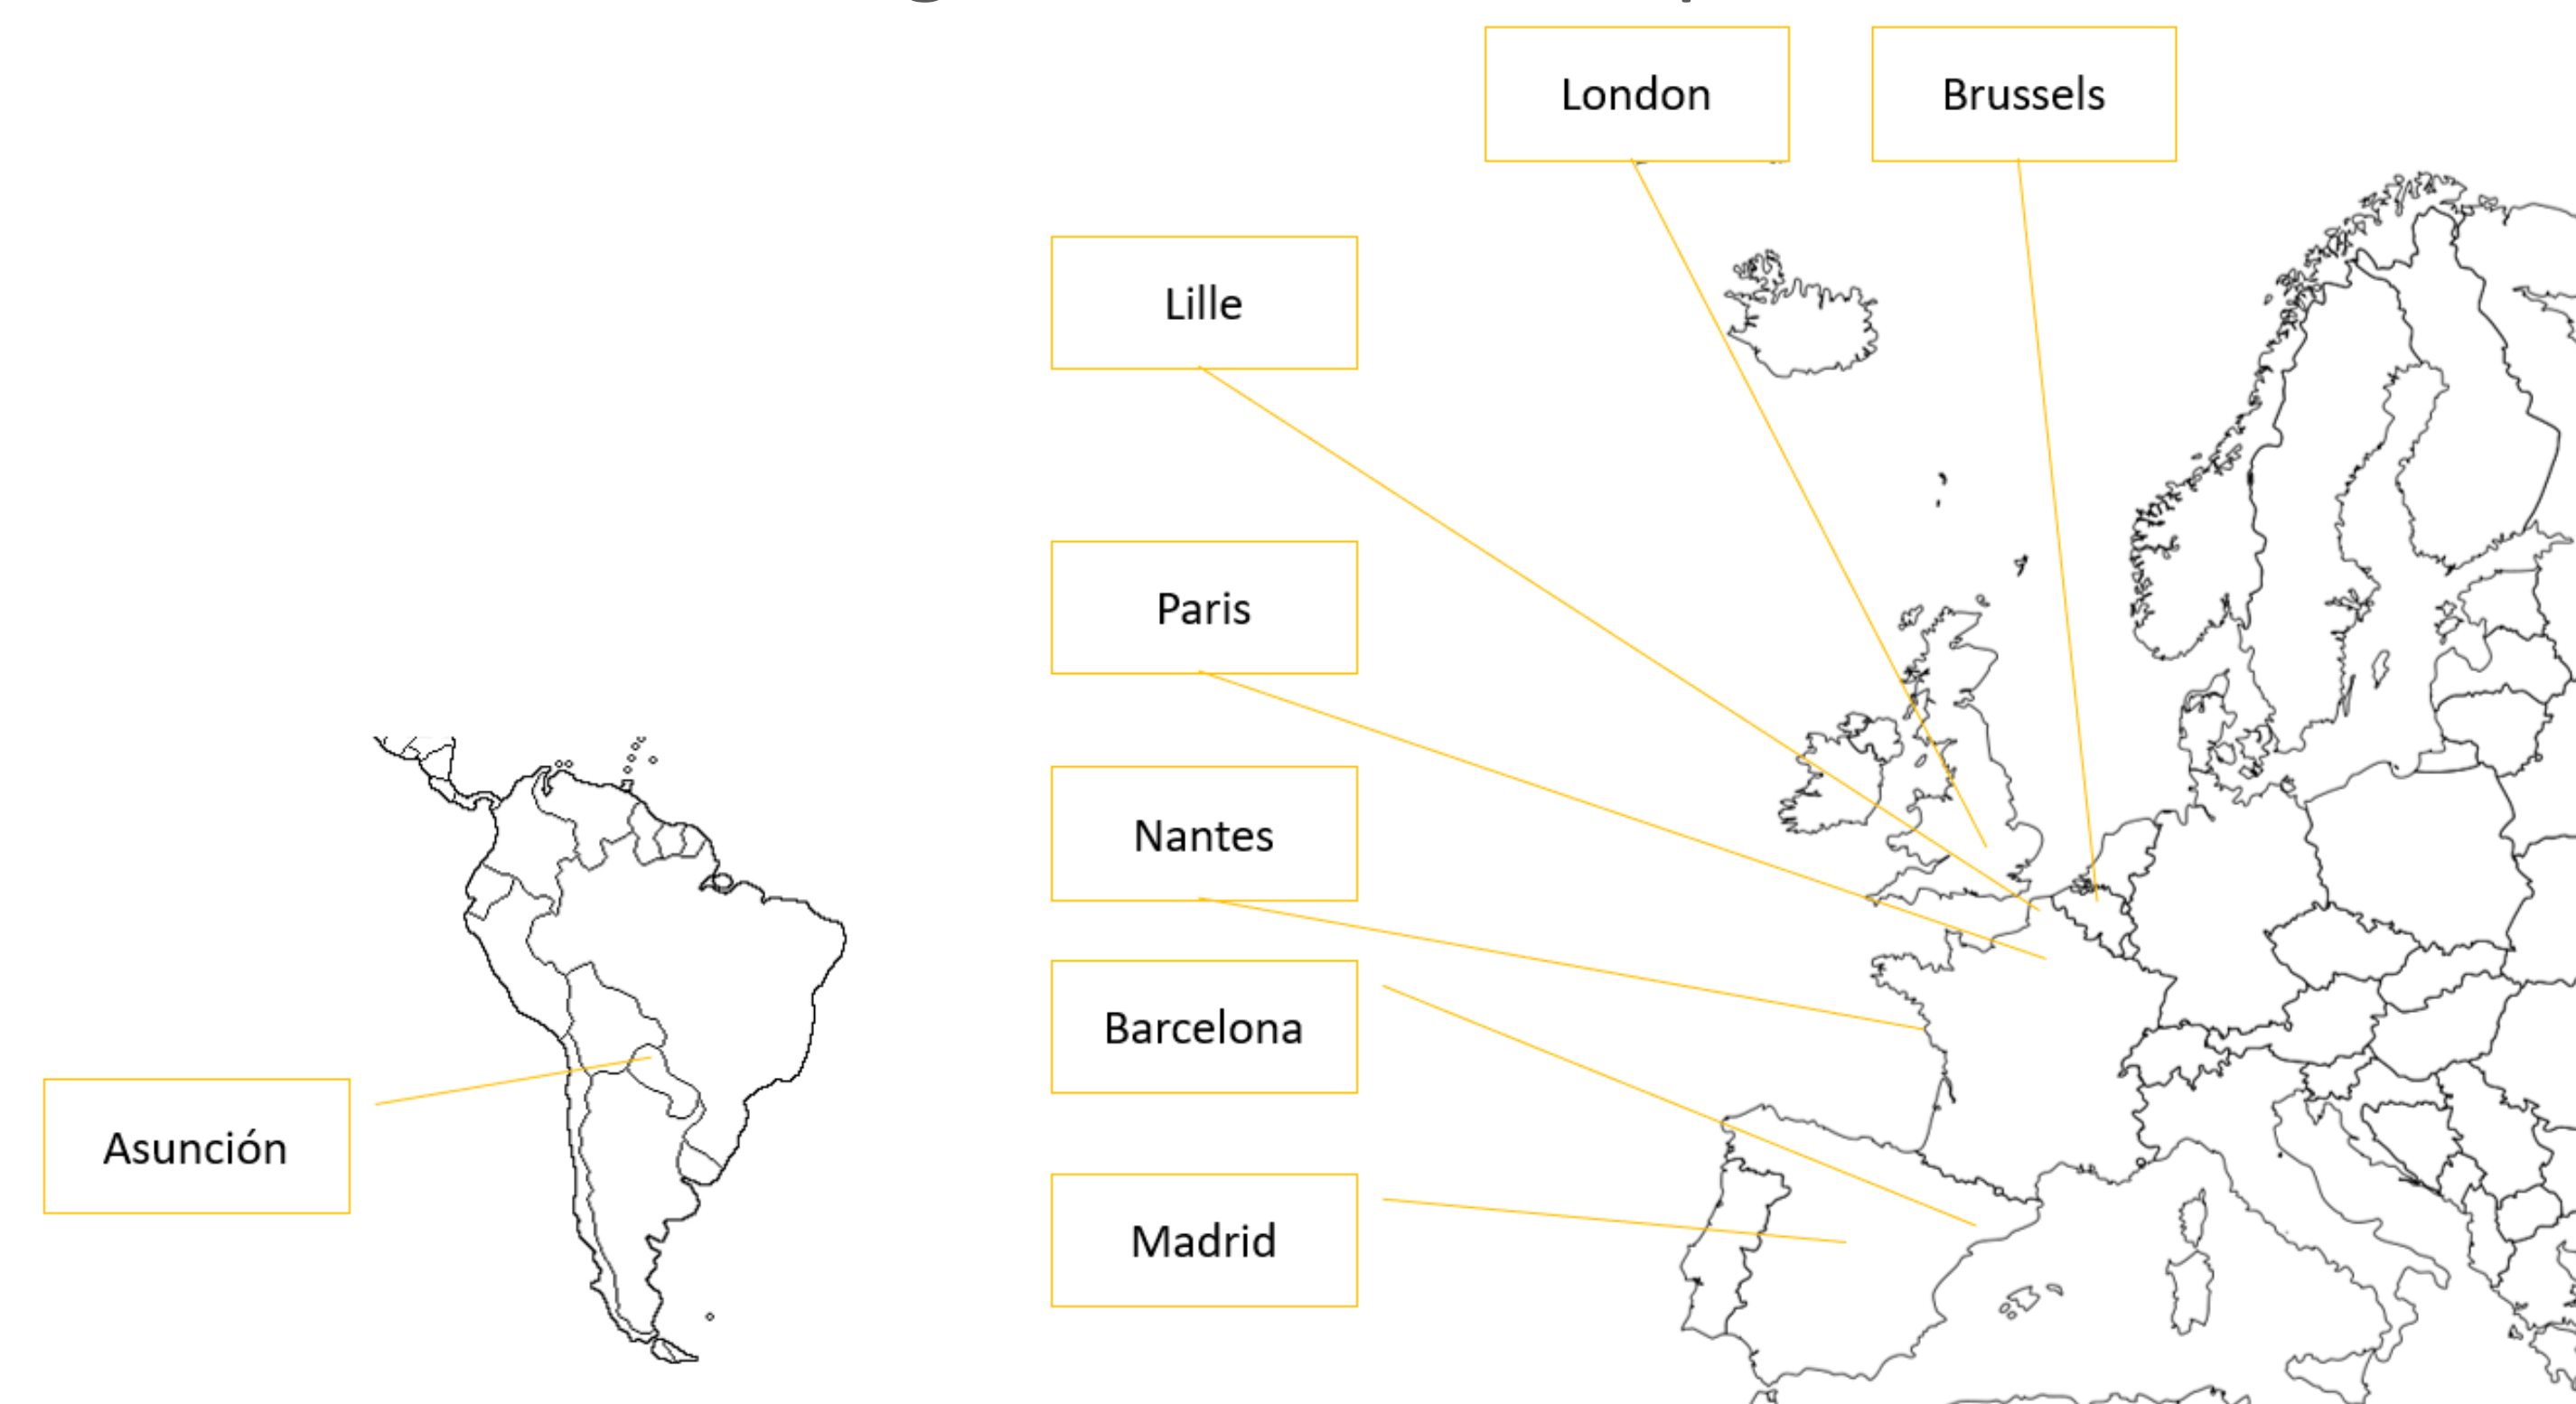 London
Brussels
Lille
Paris
Nantes
Barcelona
Asunción
Madrid